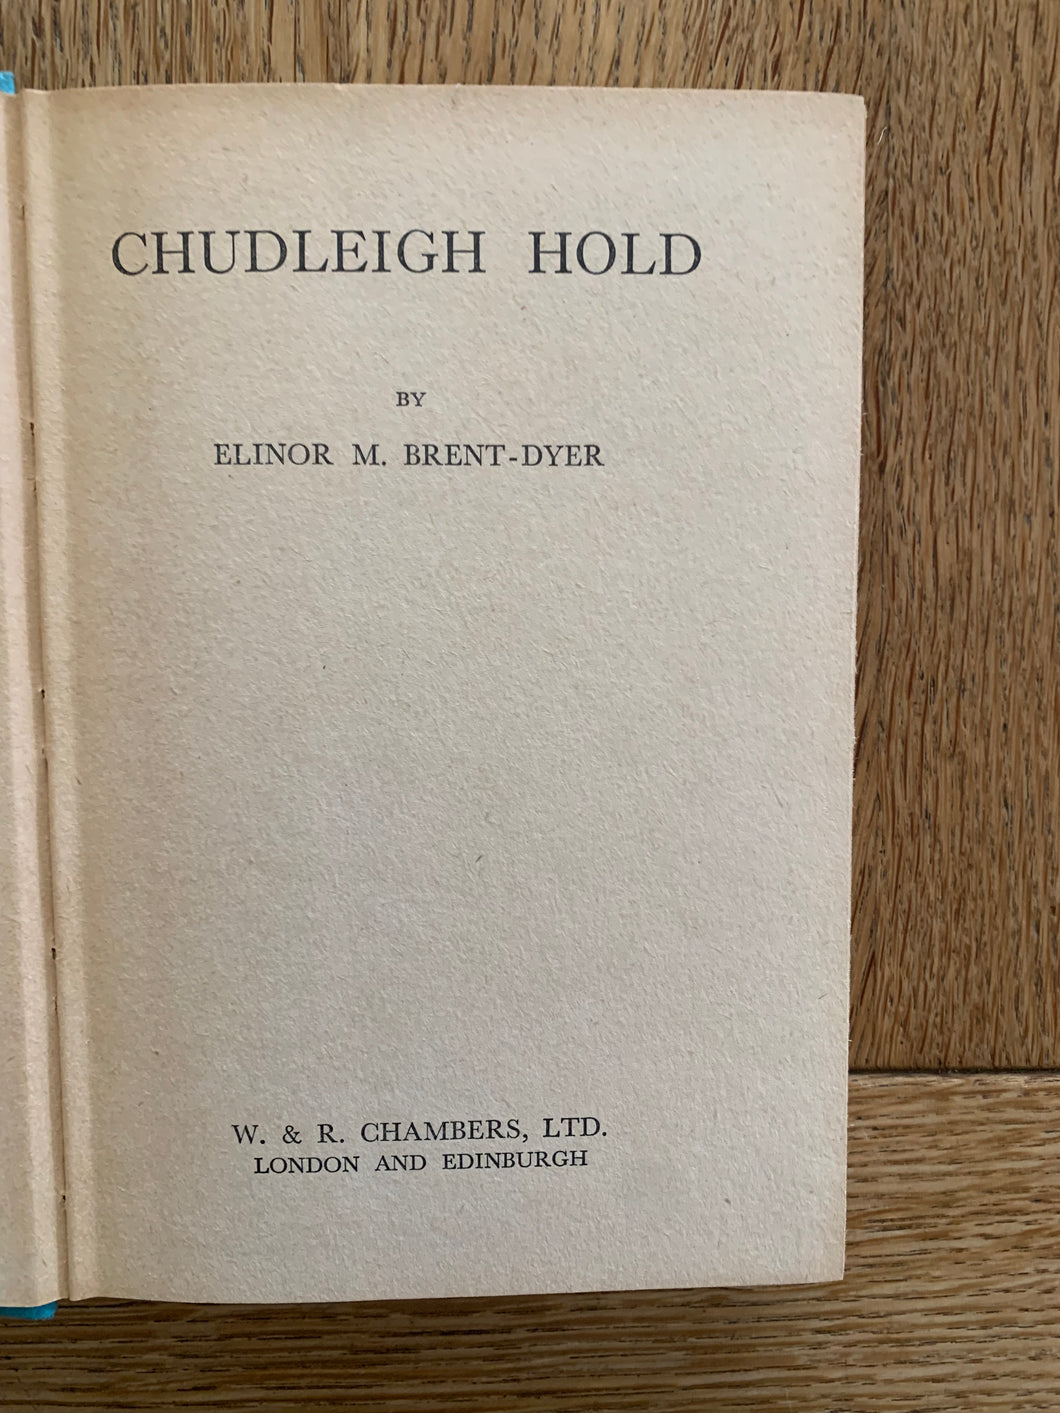 CHUDLEIGH HOLD
BY
ELINOR M. BRENT-DYER
W. & R. CHAMBERS, LTD.
LONDON AND EDINBURGH